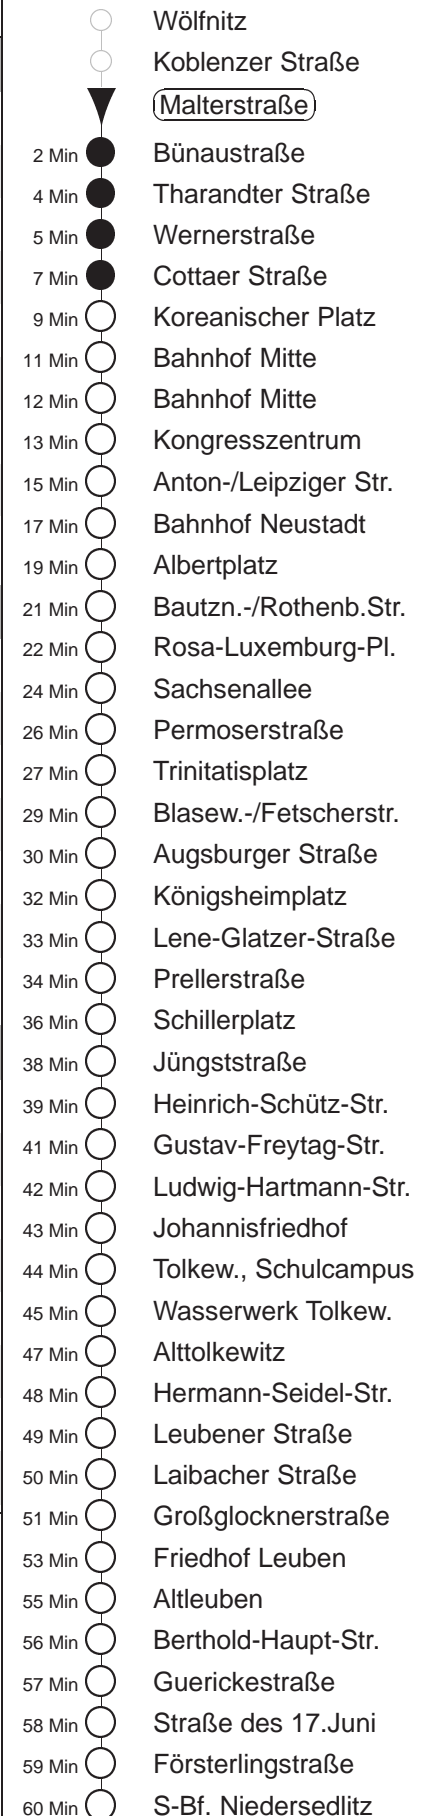 Wölfnitz
Koblenzer Straße
Malterstraße
2 Min Bünaustraße
4 Min Tharandter Straße
5 Min Wernerstraße
7 Min Cottaer Straße
9 Min Koreanischer Platz
11 Min Bahnhof Mitte
12 Min Bahnhof Mitte
13 Min Kongresszentrum
15 Min Anton-/Leipziger Str.
17 Min Bahnhof Neustadt
19 Min Albertplatz
21 Min Bautzn.-/Rothenb.Str.
22 Min Rosa-Luxemburg-Pl.
24 Min Sachsenallee
26 Min Permoserstraße
27 Min Trinitatisplatz
29 Min Blasew.-/Fetscherstr.
30 Min Augsburger Straße
32 Min Königsheimplatz
33 Min Lene-Glatzer-Straße
34 Min Prellerstraße
36 Min Schillerplatz
38 Min Jüngststraße
39 Min Heinrich-Schütz-Str.
41 Min Gustav-Freytag-Str.
42 Min Ludwig-Hartmann-Str.
43 Min Johannisfriedhof
44 Min Tolkew., Schulcampus
45 Min Wasserwerk Tolkew.
47 Min Alttolkewitz
48 Min Hermann-Seidel-Str.
49 Min Leubener Straße
50 Min Laibacher Straße
51 Min Großglocknerstraße
53 Min Friedhof Leuben
55 Min Altleuben
56 Min Berthold-Haupt-Str.
57 Min Guerickestraße
58 Min Straße des 17.Juni
59 Min Försterlingstraße
60 Min S-Bf. Niedersedlitz